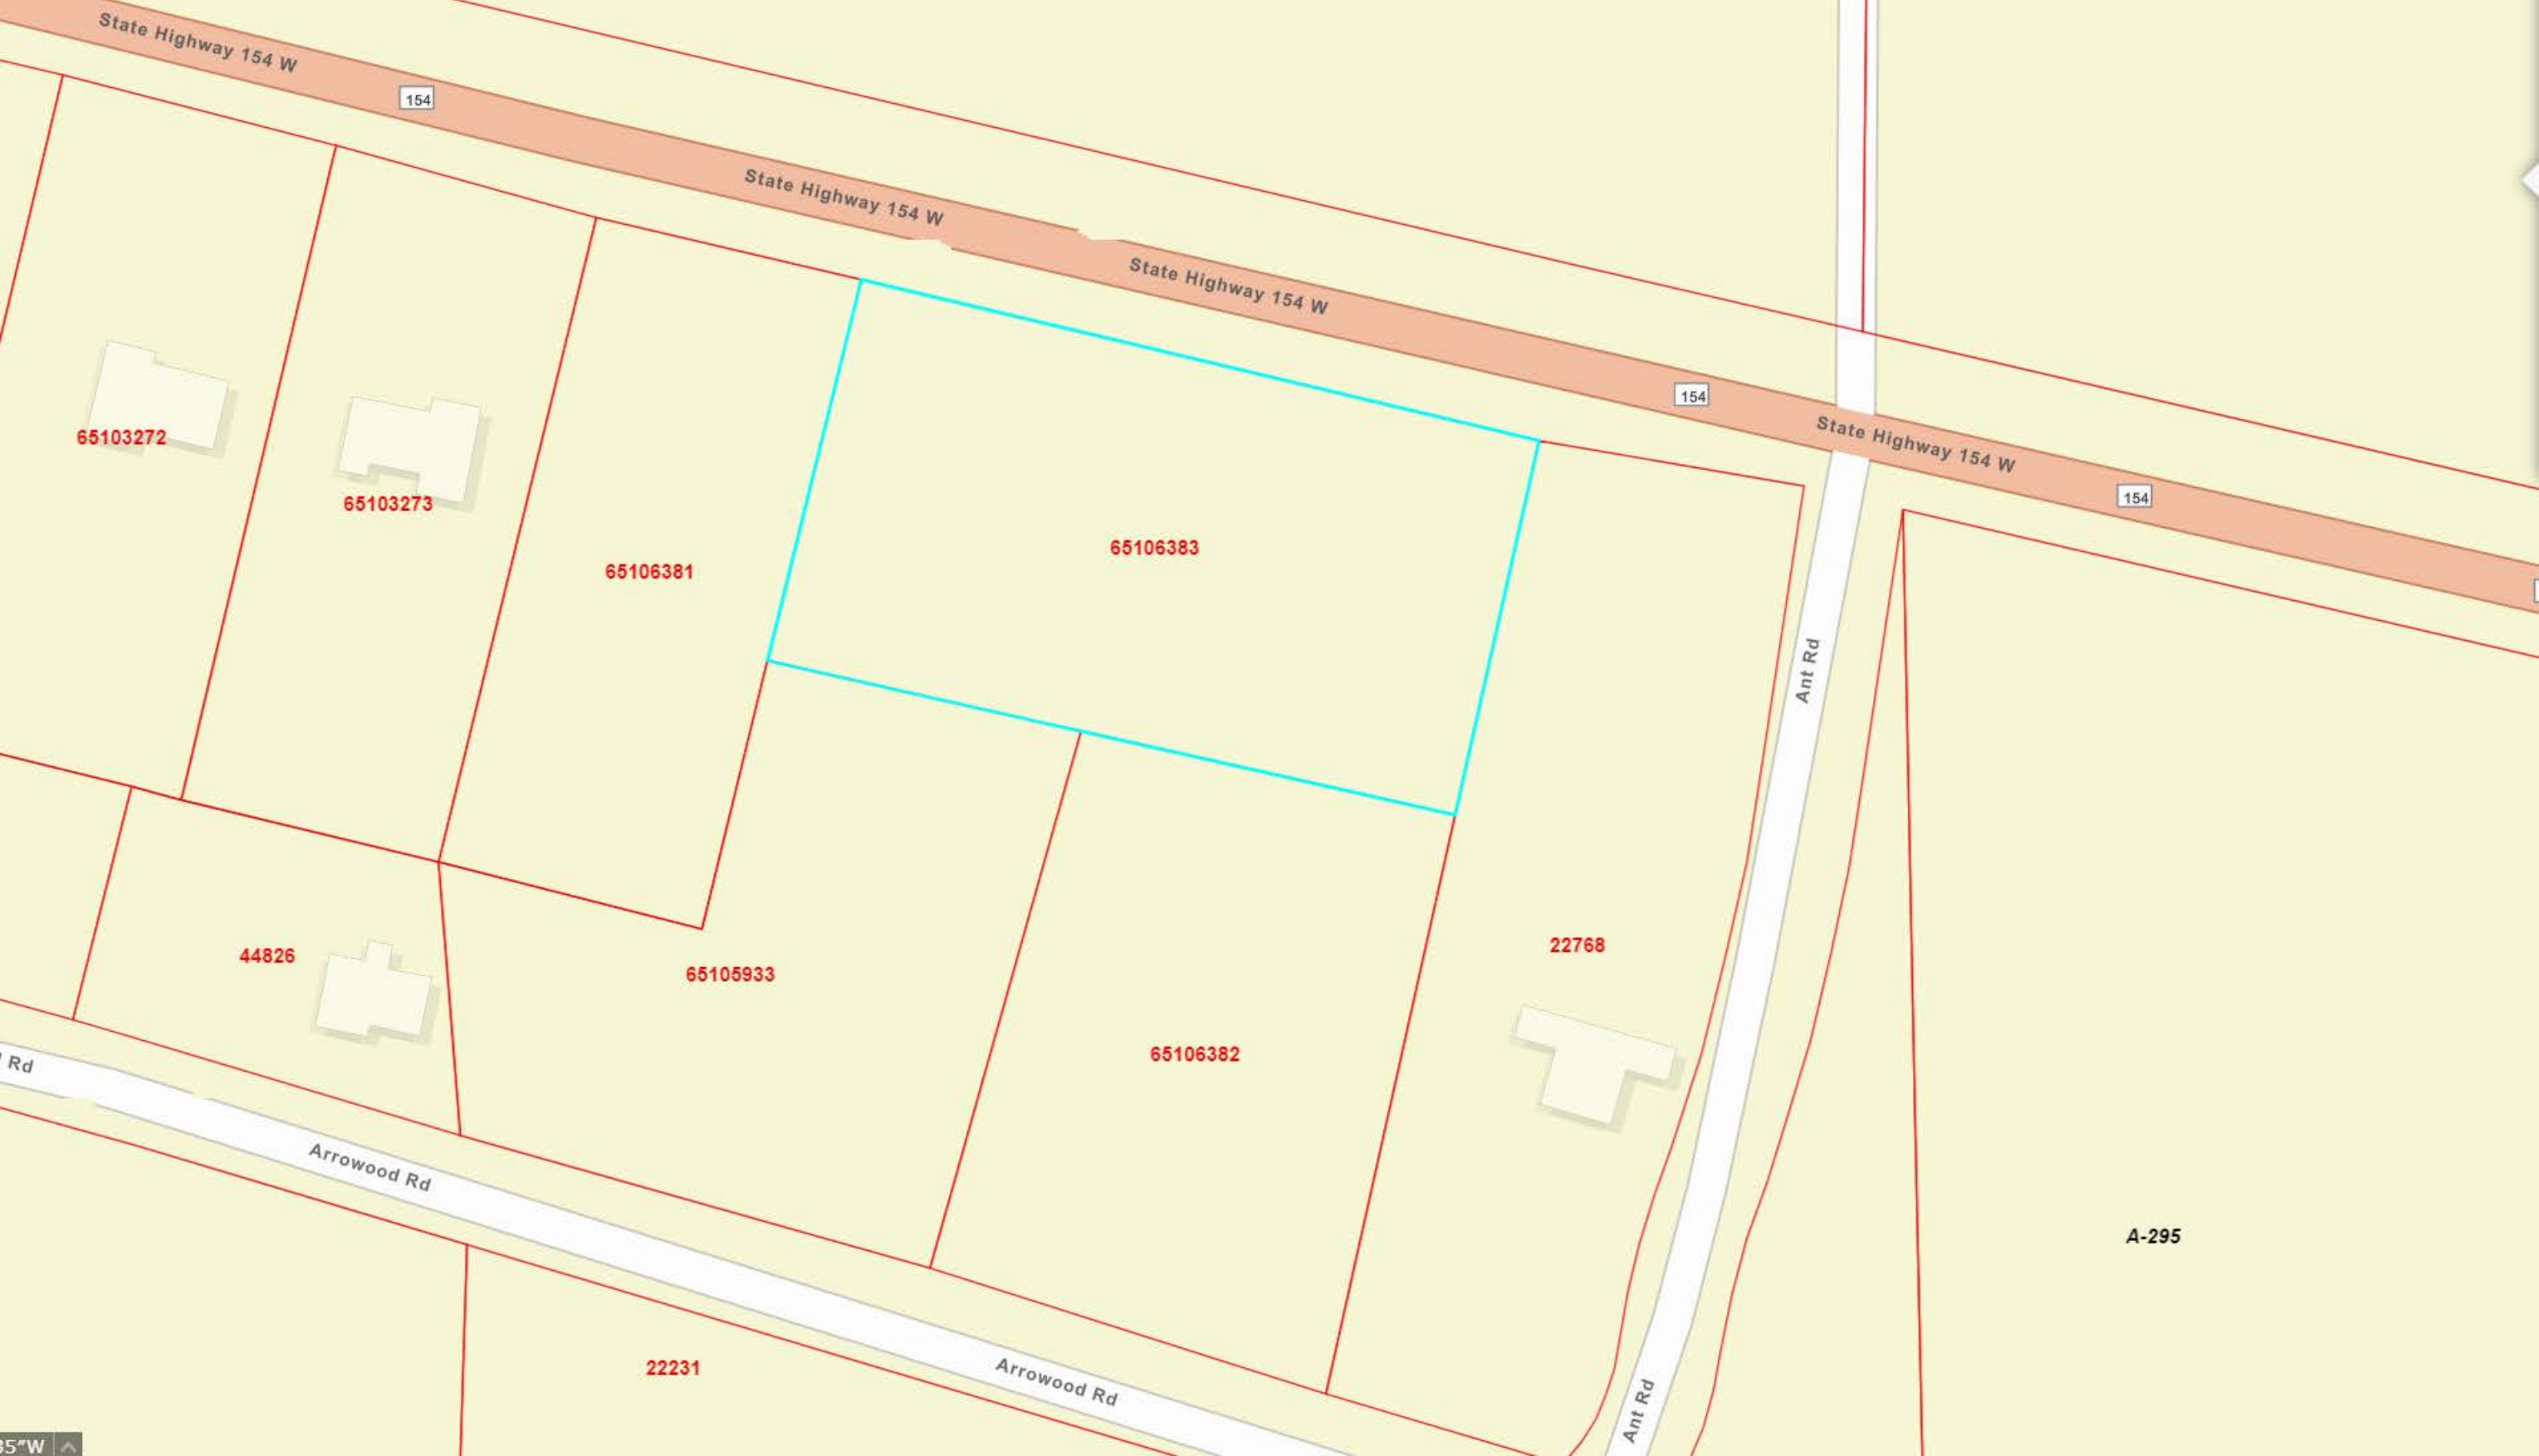 State Highway 154 W
154
State Highway 154 W
State Highway 154 W
154
State Highway 154 W
154
65103272
65103273
65106381
65106383
Ant Rd
44826
65105933
22768
65106382
Rd
Arrowood Rd
A-295
22231
Arrowood Rd
Ant Rd
35"W